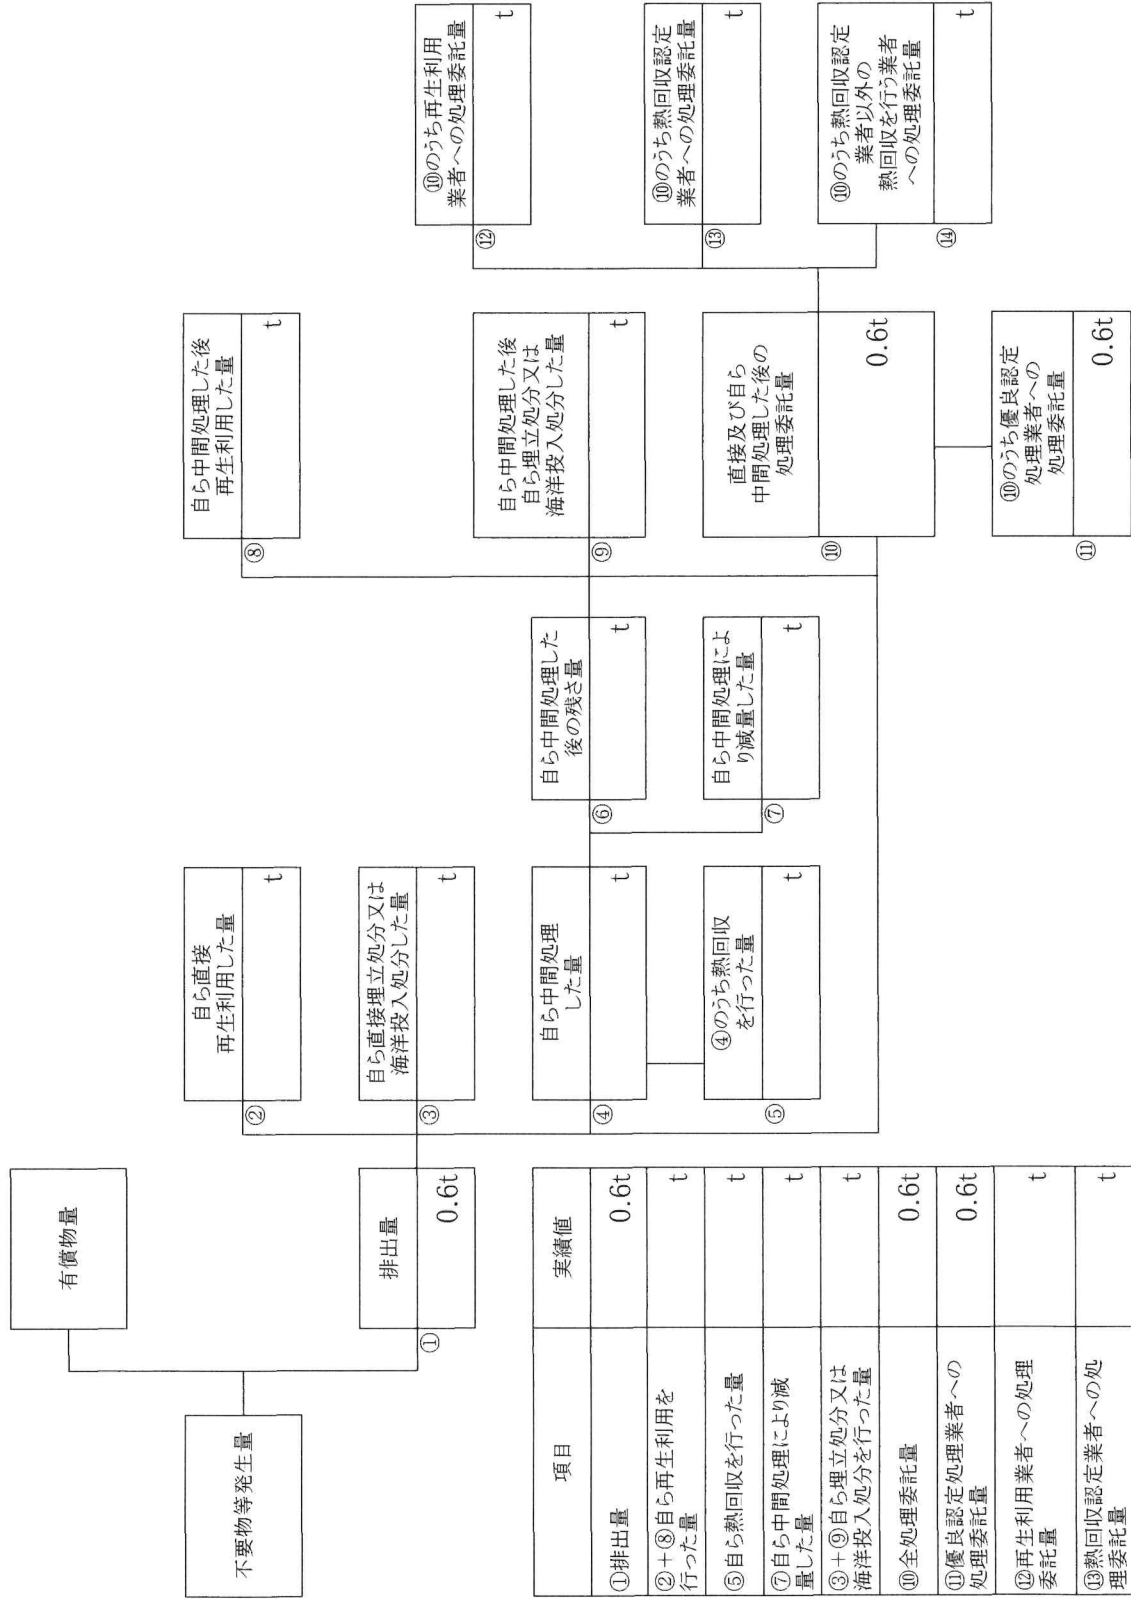 不要物等発生量
有償物量
排出量
①
0.6t
自ら直接
再生利用した量
②
t
自ら直接埋立処分又は
海洋投入処分した量
③
t
自ら中間処理
した量
④
t
④のうち熱回収
を行った量
⑤
t
自ら中間処理した
後の残さ量
⑥
t
自ら中間処理によ
り減量した量
⑦
t
自ら中間処理した後
再生利用した量
⑧
t
自ら中間処理した後
自ら埋立処分又は
海洋投入処分した量
⑨
t
直接及び自ら
中間処理した後の
処理委託量
⑩
0.6t
⑩のうち優良認定
処理業者への
処理委託量
⑪
0.6t
⑩のうち再生利用
業者への処理委託量
⑫
t
⑩のうち熱回収認定
業者への処理委託量
⑬
t
⑩のうち熱回収認定
業者以外の
熱回収を行う業者
への処理委託量
⑭
t
項目
実績値
①排出量
0.6t
②+⑧自ら再生利用を
行った量
t
⑤自ら熱回収を行った量
t
⑦自ら中間処理により減
量した量
t
③+⑨自ら埋立処分又は
海洋投入処分を行った量
t
⑩全処理委託量
0.6t
⑪優良認定処理業者への
処理委託量
0.6t
⑫再生利用業者への処理
委託量
t
⑬熱回収認定業者への処
理委託量
t